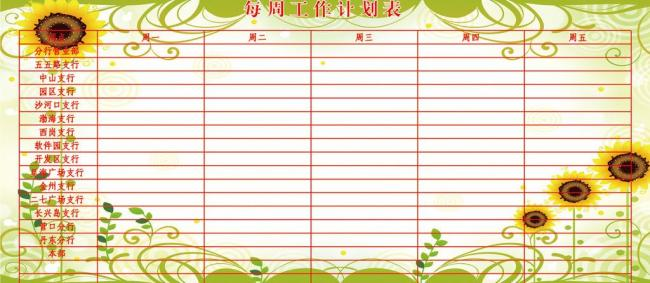 每周工作计划表
周一 周二 周三 周四 周五
分行营业部
五五路支行
中山支行
园区支行
沙河口支行
渤海支行
西岗支行
软件园支行
开发区支行
广场支行
金州支行
二七广场支行
长兴岛支行
营口分行
丹东分行
本部